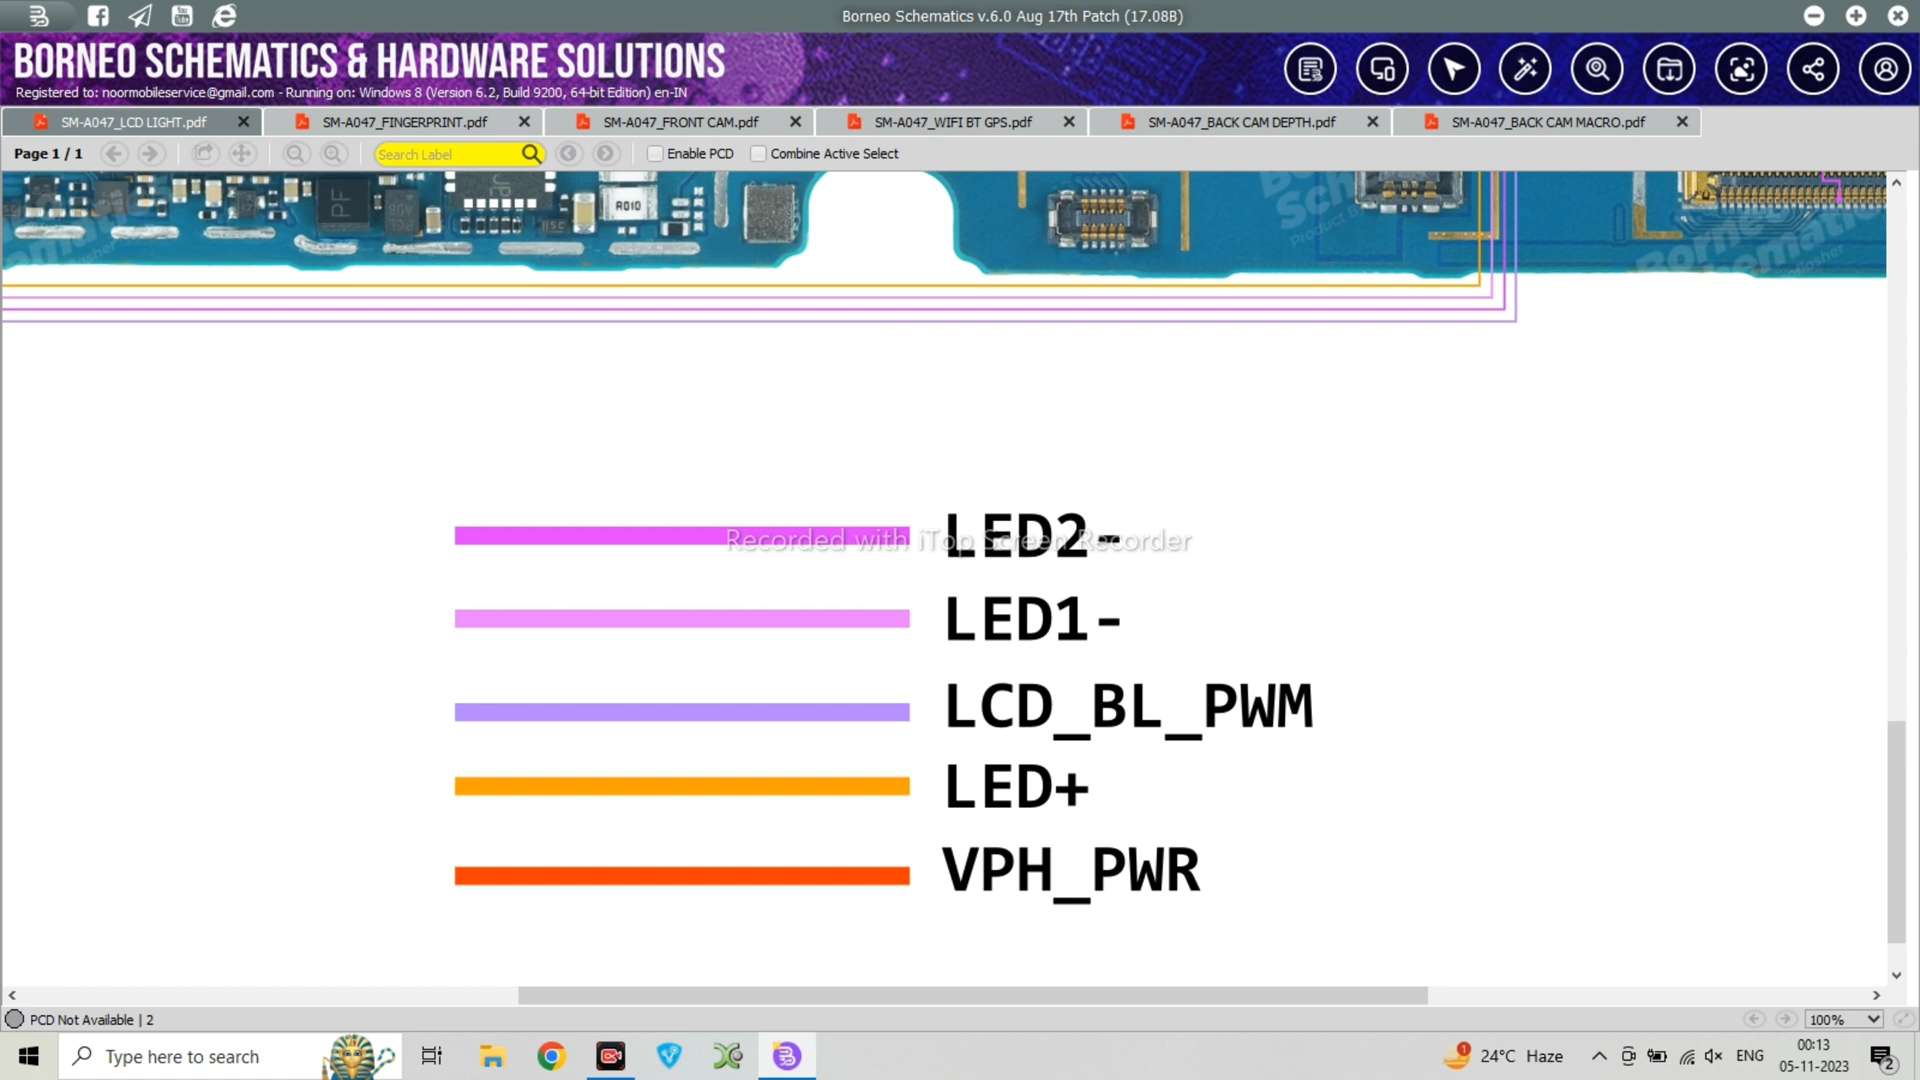 Borneo Schematics v.6.0 Aug 17th Patch (17.08B)
BORNEO SCHEMATICS & HARDWARE SOLUTIONS
Registered to: noormobileservice@gmail.com - Running on: Windows 8 (Version 6.2, Build 9200, 64-bit Edition) en-IN
SM-A047_LCD LIGHT.pdf
SM-A047_FINGERPRINT.pdf
SM-A047_FRONT CAM.pdf
SM-A047_WIFI BT GPS.pdf
SM-A047_BACK CAM DEPTH.pdf
SM-A047_BACK CAM MACRO.pdf
Page 1 / 1
Search Label
Enable PCD
Combine Active Select
PF
R010
LED2-
Recorded with iTop Screen Recorder
LED1-
LCD_BL_PWM
LED+
VPH_PWR
PCD Not Available | 2
100%
Type here to search
1
24°C Haze
ENG
00:13
05-11-2023
2